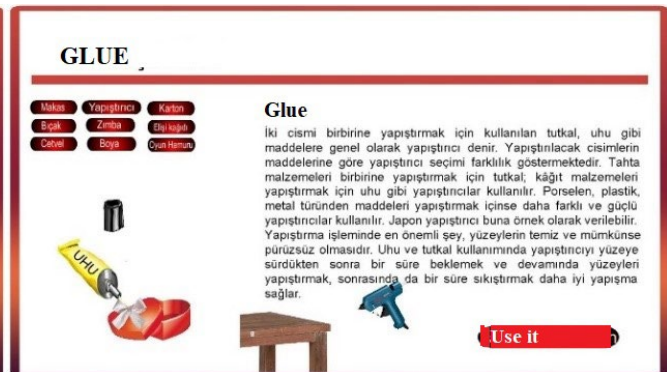 GLUE
Makas Yapıştırıcı Karton
Bıçak Zımba Elişi kağıdı
Cetvel Boya Oyun Hamuru
Glue
İki cismi birbirine yapıştırmak için kullanılan tutkal, uhu gibi
maddelere genel olarak yapıştırıcı denir. Yapıştırılacak cisimlerin
maddelerine göre yapıştırıcı seçimi farklılık göstermektedir. Tahta
malzemeleri birbirine yapıştırmak için tutkal; kâğıt malzemeleri
yapıştırmak için uhu gibi yapıştırıcılar kullanılır. Porselen, plastik,
metal türünden maddeleri yapıştırmak içinse daha farklı ve güçlü
yapıştırıcılar kullanılır. Japon yapıştırıcı buna örnek olarak verilebilir.
Yapıştırma işleminde en önemli şey, yüzeylerin temiz ve mümkünse
pürüzsüz olmasıdır. Uhu ve tutkal kullanımında yapıştırıcıyı yüzeye
sürdükten sonra bir süre beklemek ve devamında yüzeyleri
yapıştırmak, sonrasında da bir süre sıkıştırmak daha iyi yapışma
sağlar.
UHU
Use it